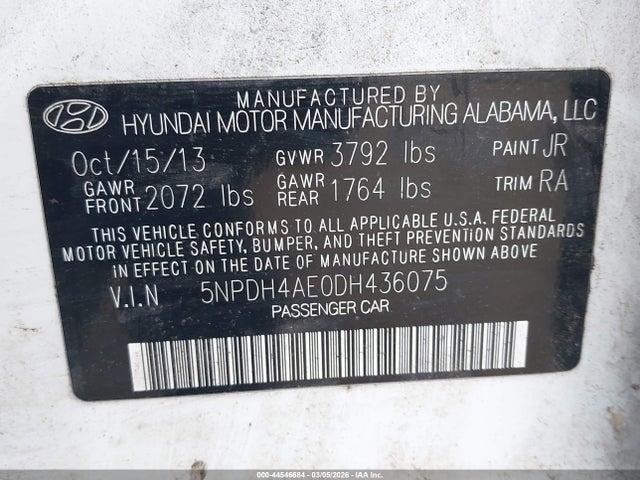 MANUFACTURED BY
HYUNDAI MOTOR MANUFACTURING ALABAMA, LLC
Oct/15/13 GVWR 3792 lbs PAINT JR
GAWR FRONT 2072 lbs GAWR REAR 1764 lbs TRIM RA
THIS VEHICLE CONFORMS TO ALL APPLICABLE U.S.A. FEDERAL
MOTOR VEHICLE SAFETY, BUMPER, AND THEFT PREVENTION STANDARDS
IN EFFECT ON THE DATE OF MANUFACTURE SHOWN ABOVE
V.I.N 5NPDH4AE0DH436075
PASSENGER CAR
000-44546684 | 03/05/2026 - IAAI.COM